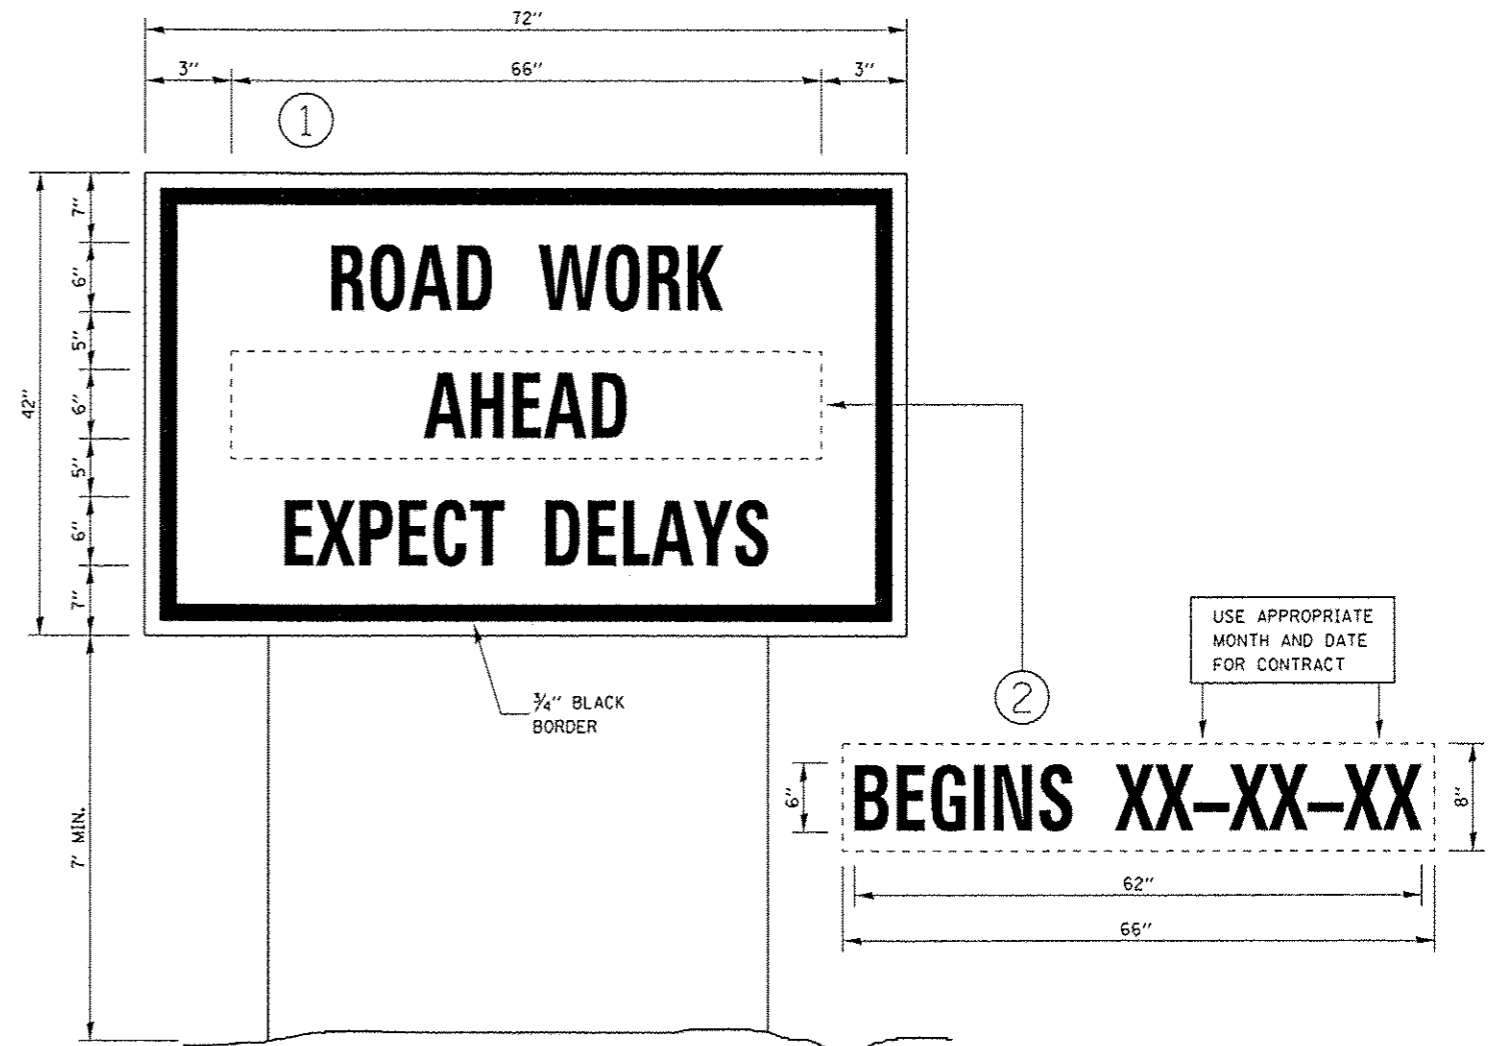 72"
3" 66" 3"
1
7"
6"
5"
6"
5"
6"
7"
42"
ROAD WORK
AHEAD
EXPECT DELAYS
3/4" BLACK
BORDER
7' MIN.
USE APPROPRIATE
MONTH AND DATE
FOR CONTRACT
2
6"
BEGINS XX-XX-XX
8"
62"
66"